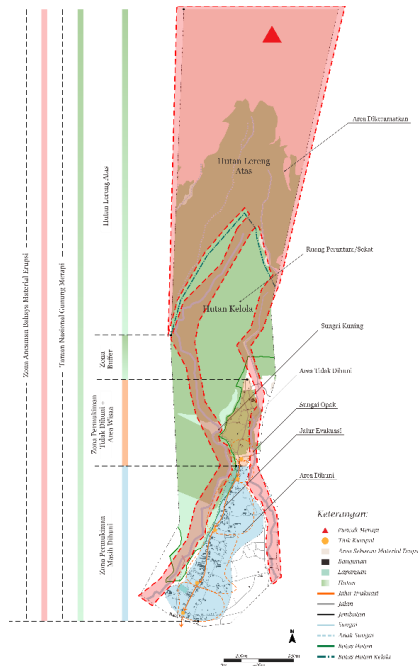 Zona Ancaman Bahaya Material Erupsi
Taman Nasional Gunung Merapi
Hutan Lereng Atas
Zona
Buffer
Zona Permukiman
Tidak Dihuni +
Area Wisata
Zona Permukiman
Masih Dihuni
Hutan Lereng
Atas
Hutan Kelola
Area Dikeramatkan
Ruang Peruntum/Sekat
Sungai Kuning
Area Tidak Dihuni
Sungai Opak
Jalur Evakuasi
Area Dihuni
Keterangan:
Puncak Merapi
Titik Kumpul
Area Sebaran Material Erupsi
Bangunan
Lapangan
Hutan
Jalur Evakuasi
Jalan
Jembatan
Sungai
Anak Sungai
Batas Hutan
Batas Hutan Kelola
N